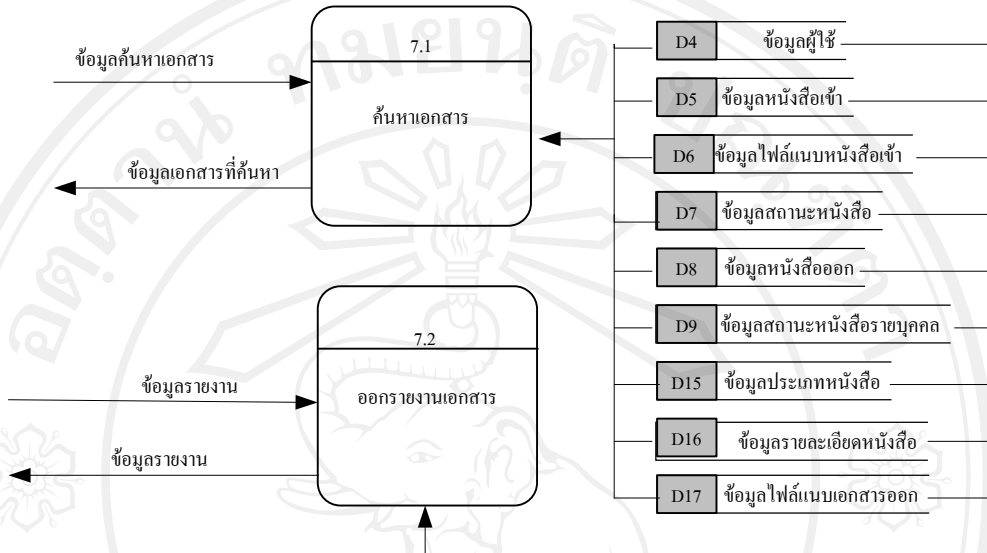 7.1
ข้อมูลค้นหาเอกสาร
ค้นหาเอกสาร
ข้อมูลเอกสารที่ค้นหา
7.2
ข้อมูลรายงาน
ออกรายงานเอกสาร
ข้อมูลรายงาน
D4 ข้อมูลผู้ใช้
D5 ข้อมูลหนังสือเข้า
D6 ข้อมูลไฟล์แนบหนังสือเข้า
D7 ข้อมูลสถานะหนังสือ
D8 ข้อมูลหนังสือออก
D9 ข้อมูลสถานะหนังสือรายบุคคล
D15 ข้อมูลประเภทหนังสือ
D16 ข้อมูลรายละเอียดหนังสือ
D17 ข้อมูลไฟล์แนบเอกสารออก